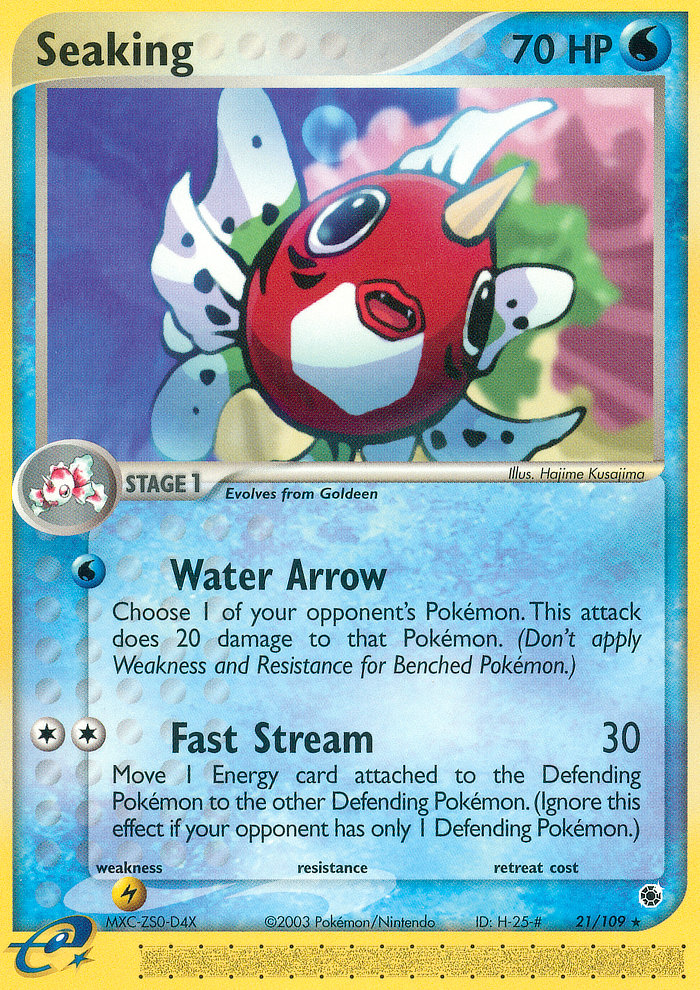 Seaking 70 HP
Illus. Hajime Kusajima
STAGE 1
Evolves from Goldeen
Water Arrow
Choose 1 of your opponent's Pokémon. This attack
does 20 damage to that Pokémon. (Don't apply
Weakness and Resistance for Benched Pokémon.)
Fast Stream 30
Move 1 Energy card attached to the Defending
Pokémon to the other Defending Pokémon. (Ignore this
effect if your opponent has only 1 Defending Pokémon.)
weakness resistance retreat cost
MXC-ZS0-D4X ©2003 Pokémon/Nintendo ID: H-25-# 21/109 ★
e